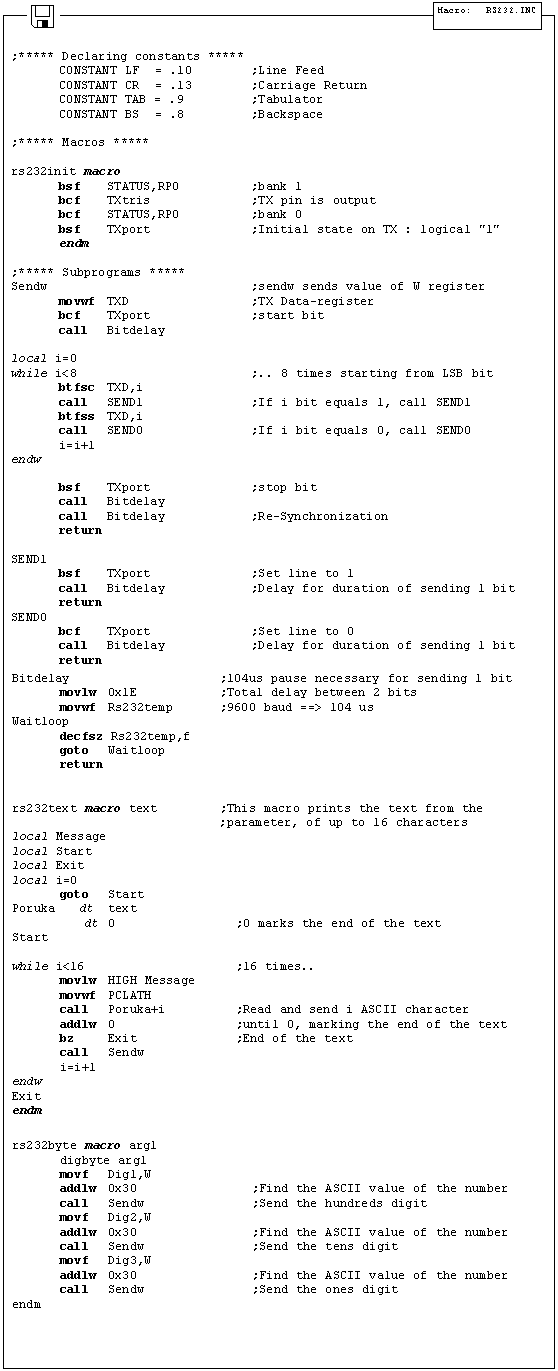 Macro: RS232.INC
;***** Declaring constants *****
CONSTANT LF = .10 ;Line Feed
CONSTANT CR = .13 ;Carriage Return
CONSTANT TAB = .9 ;Tabulator
CONSTANT BS = .8 ;Backspace
;***** Macros *****
rs232init macro
bsf STATUS,RP0 ;bank 1
bcf TXtris ;TX pin is output
bcf STATUS,RP0 ;bank 0
bsf TXport ;Initial state on TX : logical "1"
endm
;***** Subprograms *****
Sendw ;sendw sends value of W register
movwf TXD ;TX Data-register
bcf TXport ;start bit
call Bitdelay
local i=0
while i<8 ;.. 8 times starting from LSB bit
btfsc TXD,i
call SEND1 ;If i bit equals 1, call SEND1
btfss TXD,i
call SEND0 ;If i bit equals 0, call SEND0
i=i+1
endw
bsf TXport ;stop bit
call Bitdelay
call Bitdelay ;Re-Synchronization
return
SEND1
bsf TXport ;Set line to 1
call Bitdelay ;Delay for duration of sending 1 bit
return
SEND0
bcf TXport ;Set line to 0
call Bitdelay ;Delay for duration of sending 1 bit
return
Bitdelay ;104us pause necessary for sending 1 bit
movlw 0x1E ;Total delay between 2 bits
movwf Rs232temp ;9600 baud ==> 104 us
Waitloop
decfsz Rs232temp,f
goto Waitloop
return
rs232text macro text ;This macro prints the text from the
;parameter, of up to 16 characters
local Message
local Start
local Exit
local i=0
goto Start
Poruka dt text
dt 0 ;0 marks the end of the text
Start
while i<16 ;16 times..
movlw HIGH Message
movwf PCLATH
call Poruka+i ;Read and send i ASCII character
addlw 0 ;until 0, marking the end of the text
bz Exit ;End of the text
call Sendw
i=i+1
endw
Exit
endm
rs232byte macro arg1
digbyte arg1
movf Dig1,W
addlw 0x30 ;Find the ASCII value of the number
call Sendw ;Send the hundreds digit
movf Dig2,W
addlw 0x30 ;Find the ASCII value of the number
call Sendw ;Send the tens digit
movf Dig3,W
addlw 0x30 ;Find the ASCII value of the number
call Sendw ;Send the ones digit
endm